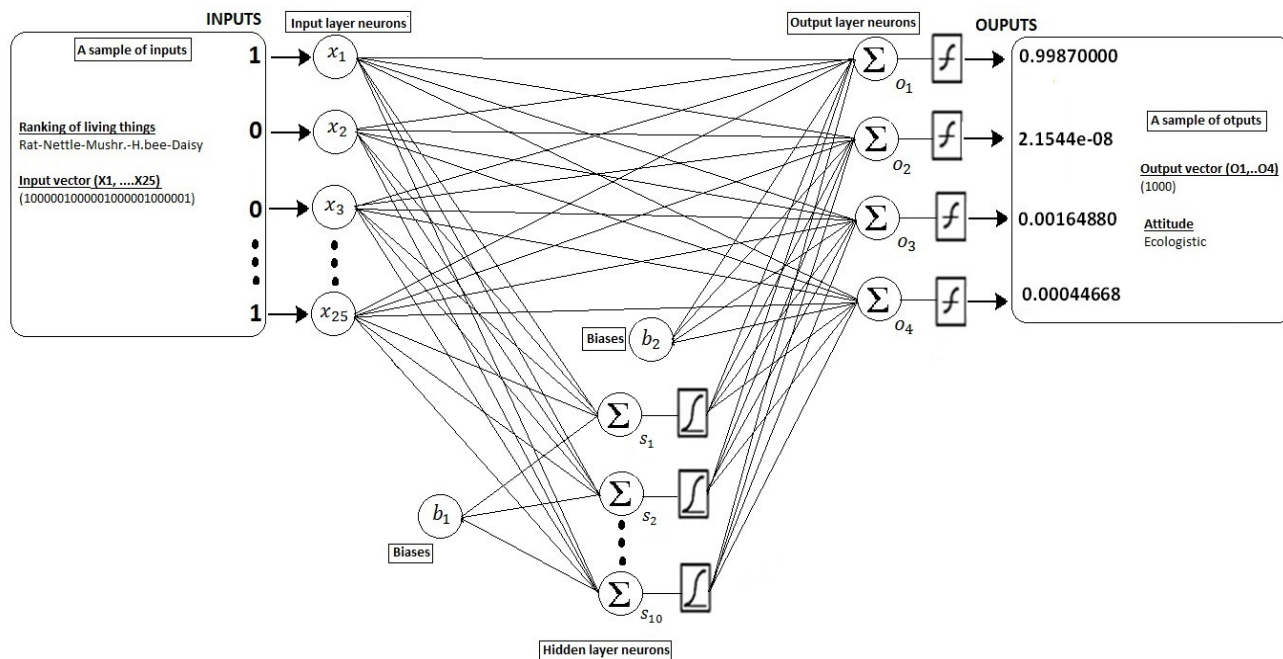 INPUTS
A sample of inputs
Ranking of living things
Rat-Nettle-Mushr.-H.bee-Daisy
Input vector (X1, ....X25)
(1000001000001000001000001)
1
0
0
1
Input layer neurons
x1
x2
x3
x25
Output layer neurons
Σ
o1
Σ
o2
Σ
o3
Σ
o4
f
f
f
f
OUPUTS
0.99870000
2.1544e-08
0.00164880
0.00044668
A sample of otputs
Output vector (O1,..O4)
(1000)
Attitude
Ecologistic
Biases
b2
Σ
s1
Σ
s2
Σ
s10
b1
Biases
Hidden layer neurons